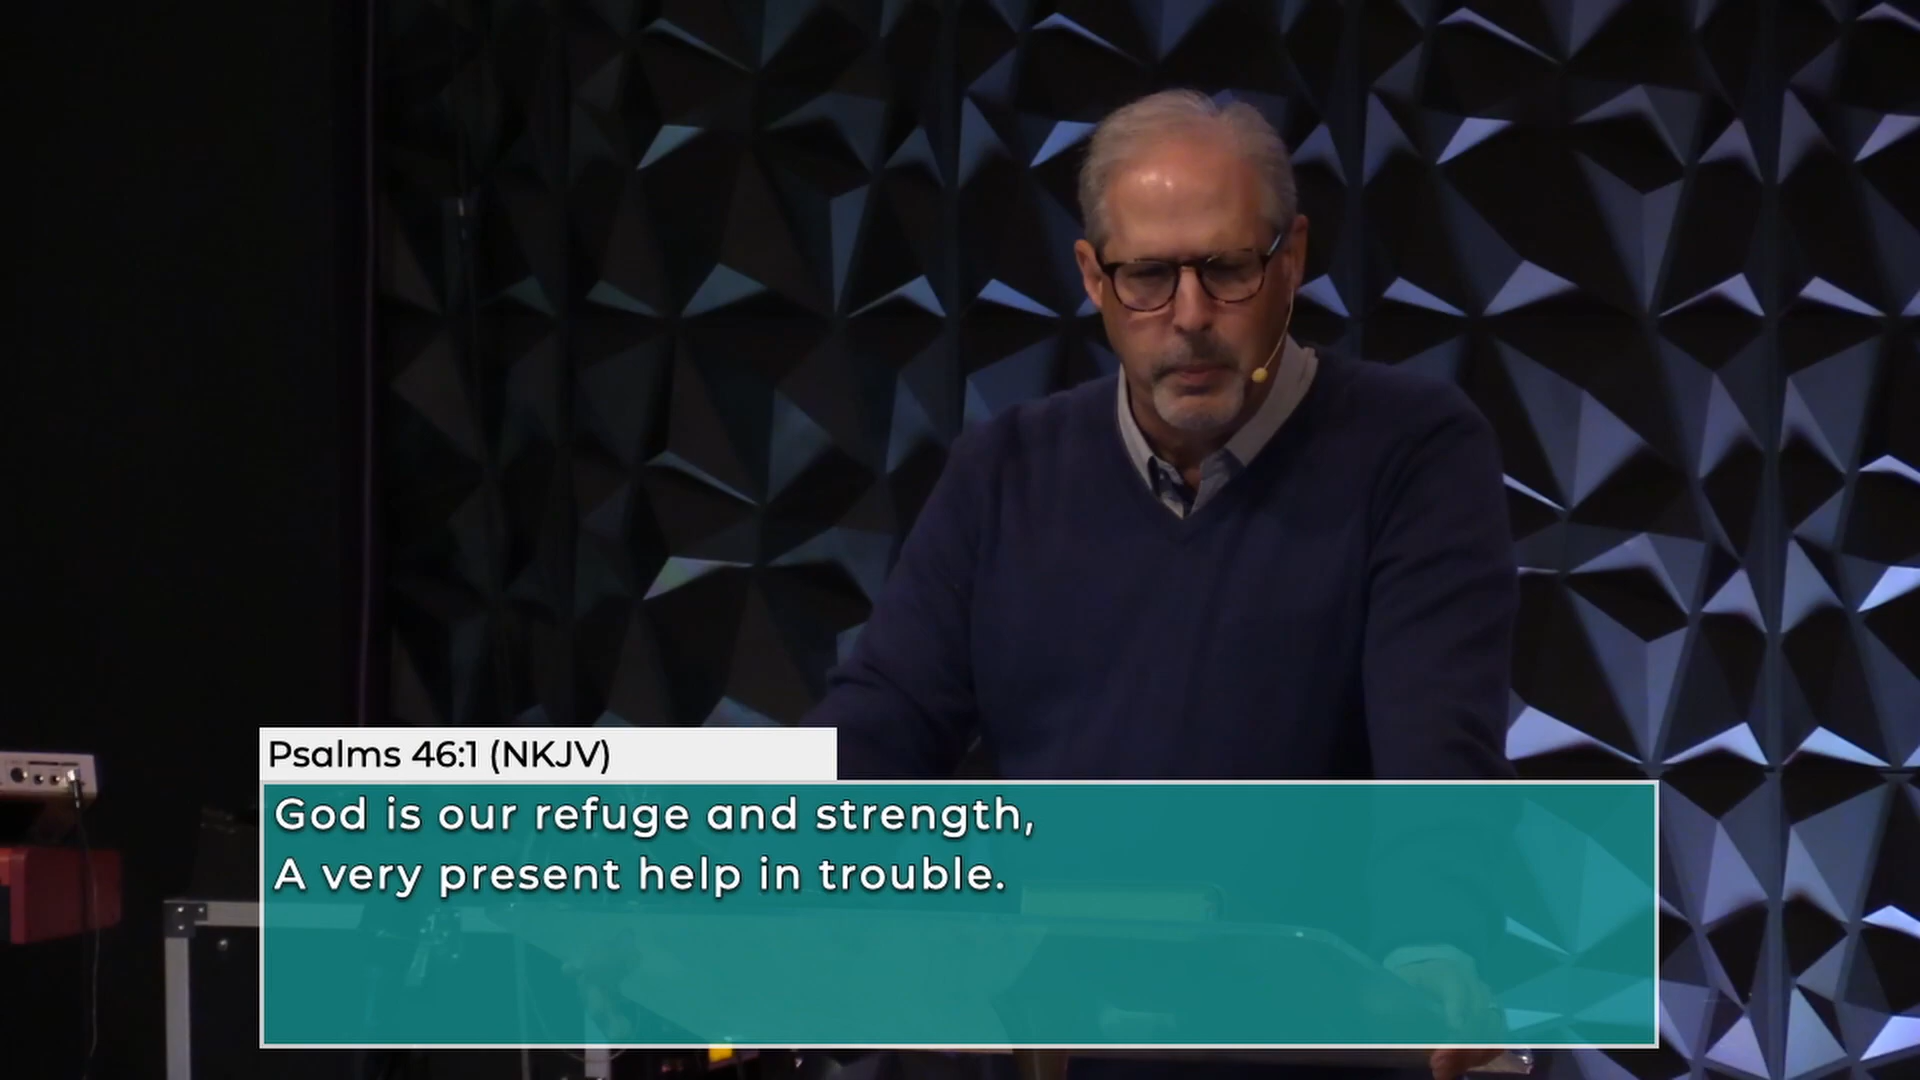 Psalms 46:1 (NKJV)
God is our refuge and strength,
A very present help in trouble.